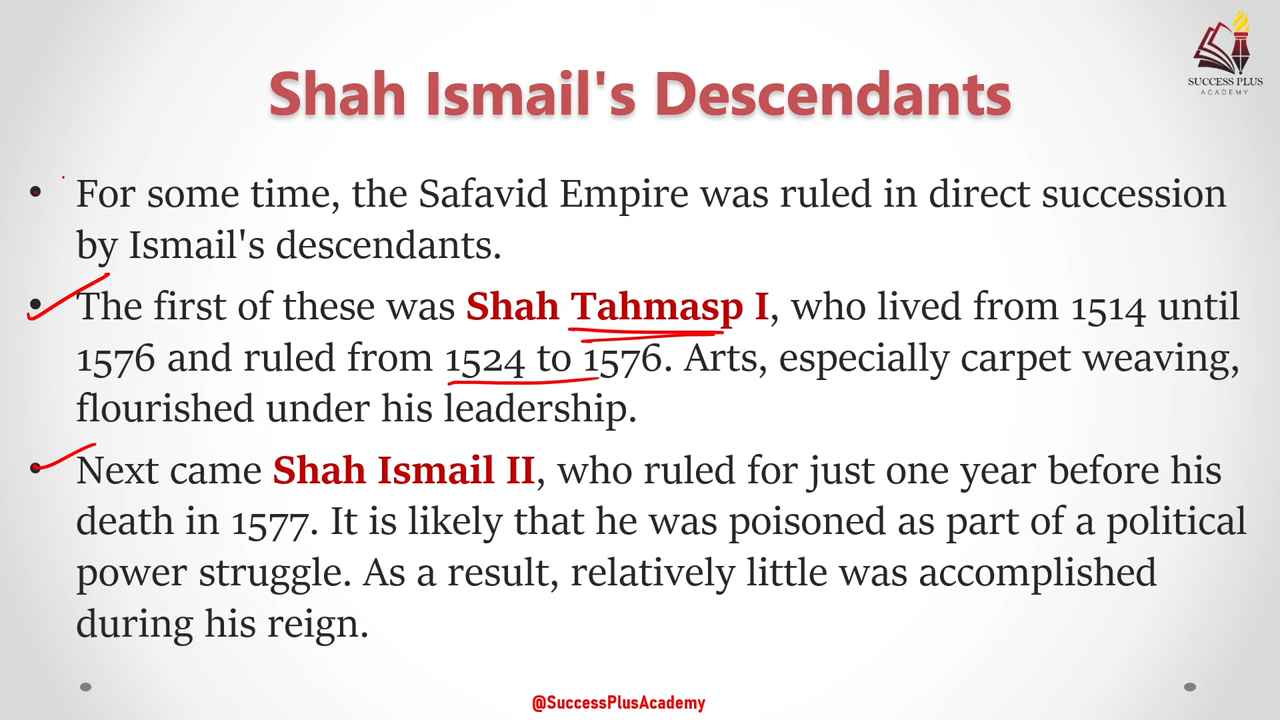 SUCCESS PLUS
ACADEMY
Shah Ismail's Descendants
• For some time, the Safavid Empire was ruled in direct succession
by Ismail's descendants.
• The first of these was Shah Tahmasp I, who lived from 1514 until
1576 and ruled from 1524 to 1576. Arts, especially carpet weaving,
flourished under his leadership.
• Next came Shah Ismail II, who ruled for just one year before his
death in 1577. It is likely that he was poisoned as part of a political
power struggle. As a result, relatively little was accomplished
during his reign.
@SuccessPlusAcademy